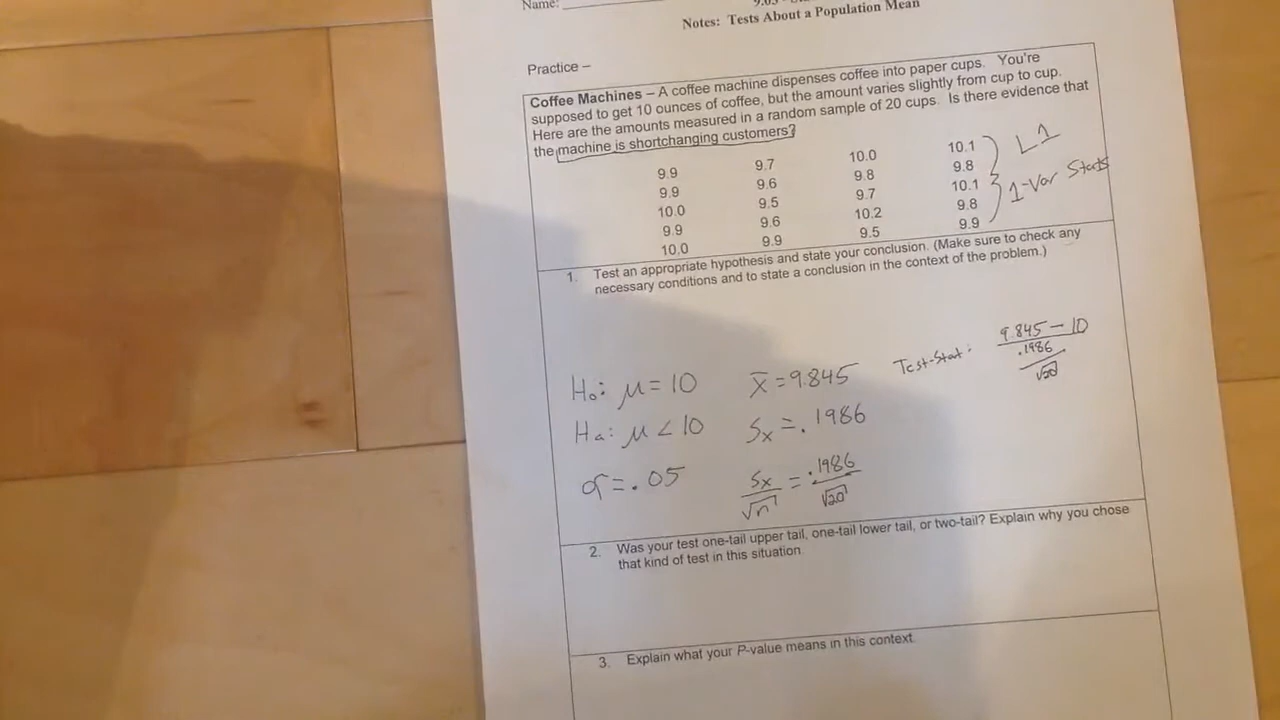 Name:
Notes: Tests About a Population Mean
Practice –
Coffee Machines – A coffee machine dispenses coffee into paper cups. You're
supposed to get 10 ounces of coffee, but the amount varies slightly from cup to cup.
Here are the amounts measured in a random sample of 20 cups. Is there evidence that
the machine is shortchanging customers?
9.9 9.7 10.0 10.1
9.9 9.6 9.8 9.8
10.0 9.5 9.7 10.1
9.9 9.6 10.2 9.8
10.0 9.9 9.5 9.9
L1
1-Var Stats
1. Test an appropriate hypothesis and state your conclusion. (Make sure to check any
necessary conditions and to state a conclusion in the context of the problem.)
H₀: μ = 10
Hₐ: μ < 10
σ = .05
x̄ = 9.845
Sx = .1986
Sx/√n = .1986/√20
Test-Stat:
9.845 – 10
.1986
√20
2. Was your test one-tail upper tail, one-tail lower tail, or two-tail? Explain why you chose
that kind of test in this situation.
3. Explain what your P-value means in this context.